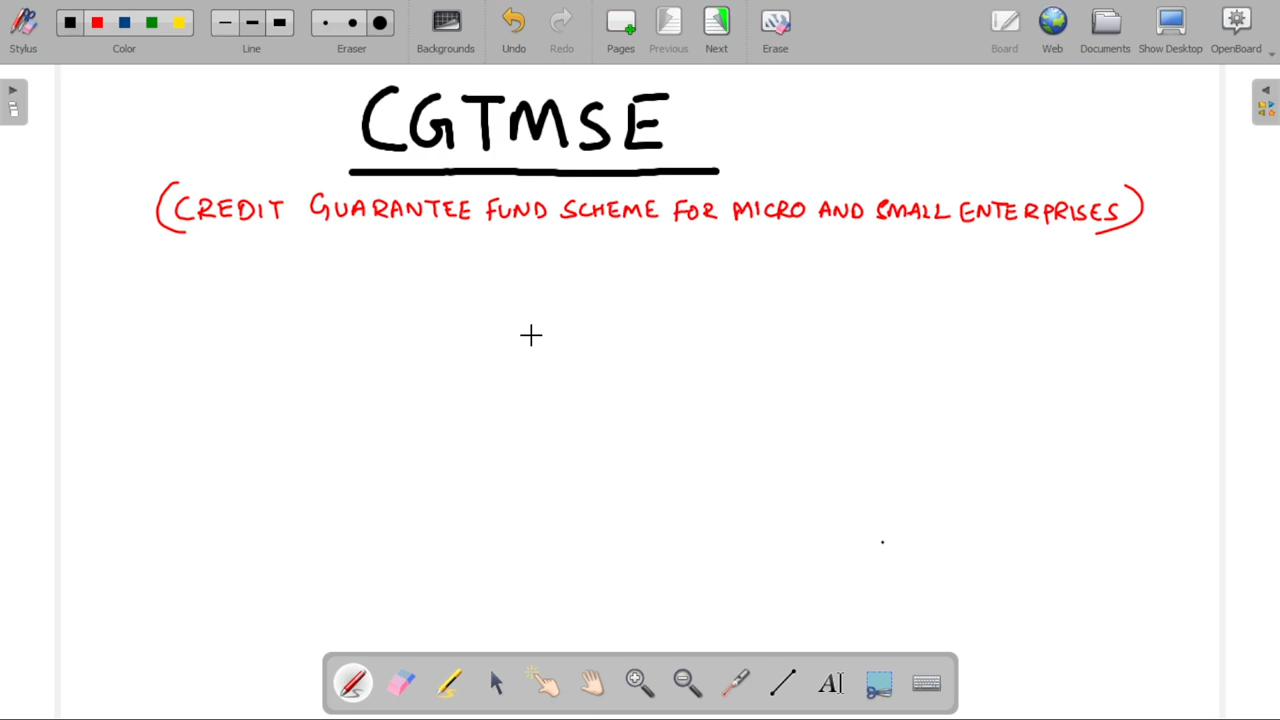 Stylus Color Line Eraser Backgrounds Undo Redo Pages Previous Next Erase Board Web Documents Show Desktop OpenBoard
CGTMSE
(CREDIT GUARANTEE FUND SCHEME FOR MICRO AND SMALL ENTERPRISES)
AI